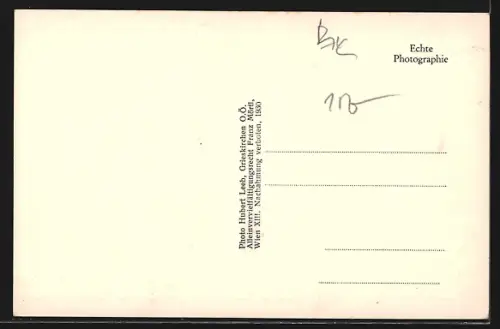 Echte
Photographie
Photo Hubert Leeb, Grieskirchen O.Ö.
Alleinvervielfältigungsrecht Franz Mörtl,
Wien XIII. Nachahmung verboten, 1930